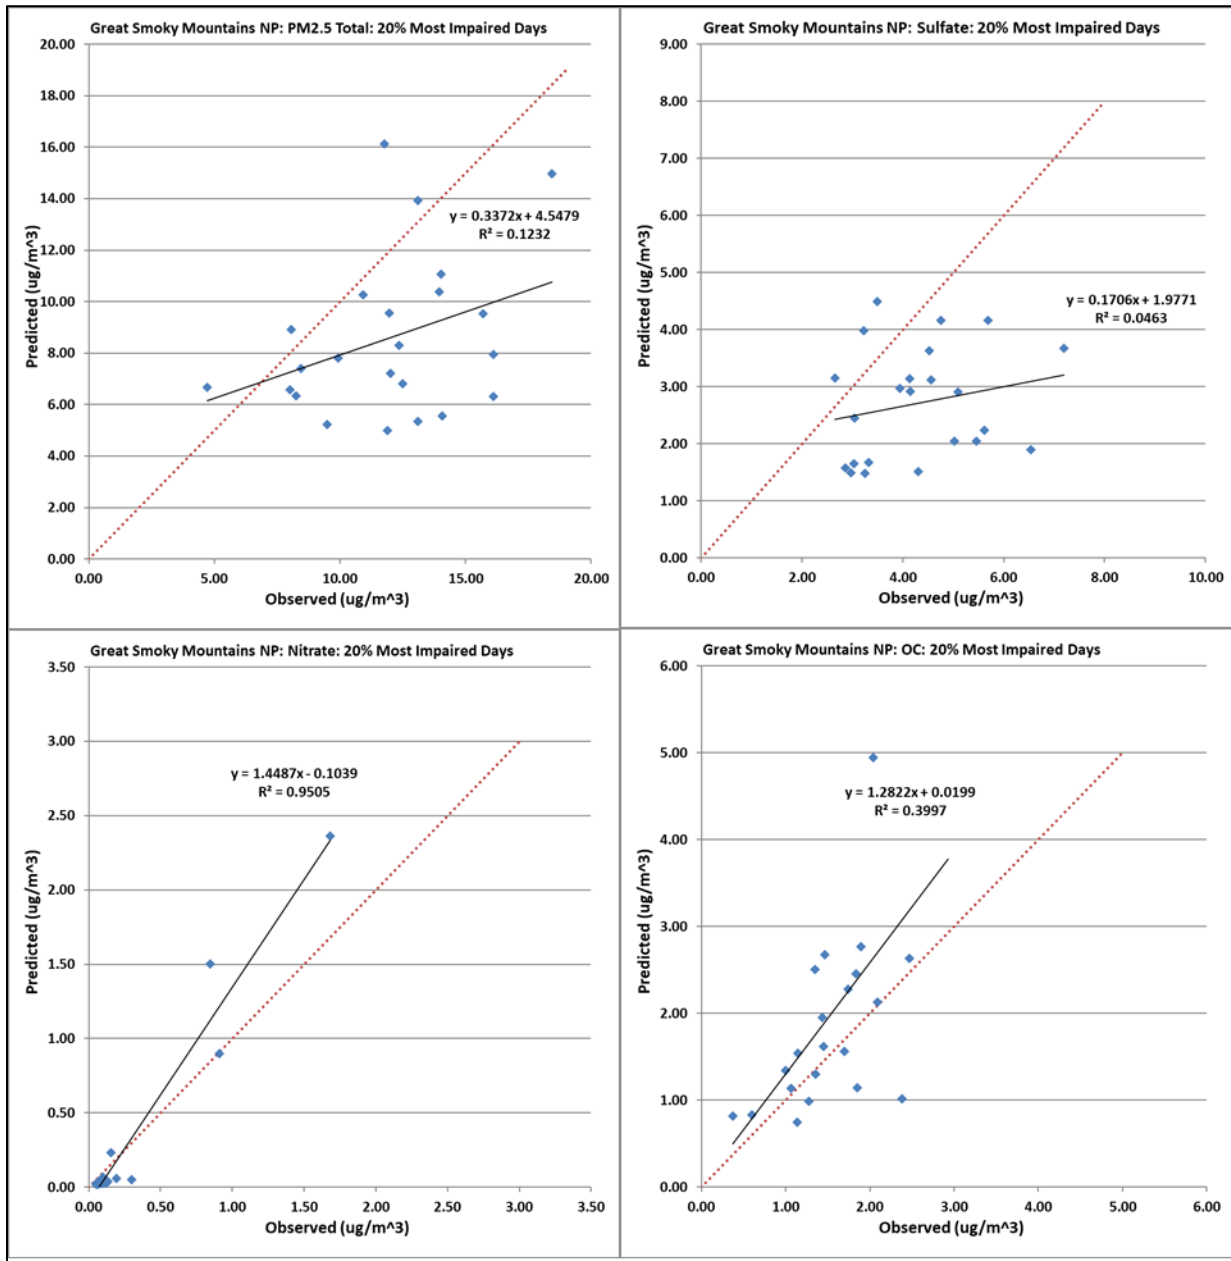 Great Smoky Mountains NP: PM2.5 Total: 20% Most Impaired Days
20.00
18.00
16.00
14.00
12.00
10.00
8.00
6.00
4.00
2.00
0.00
Predicted (ug/m^3)
y = 0.3372x + 4.5479
R² = 0.1232
0.00 5.00 10.00 15.00 20.00
Observed (ug/m^3)
Great Smoky Mountains NP: Sulfate: 20% Most Impaired Days
9.00
8.00
7.00
6.00
5.00
4.00
3.00
2.00
1.00
0.00
Predicted (ug/m^3)
y = 0.1706x + 1.9771
R² = 0.0463
0.00 2.00 4.00 6.00 8.00 10.00
Observed (ug/m^3)
Great Smoky Mountains NP: Nitrate: 20% Most Impaired Days
3.50
3.00
2.50
2.00
1.50
1.00
0.50
0.00
Predicted (ug/m^3)
y = 1.4487x - 0.1039
R² = 0.9505
0.00 0.50 1.00 1.50 2.00 2.50 3.00 3.50
Observed (ug/m^3)
Great Smoky Mountains NP: OC: 20% Most Impaired Days
6.00
5.00
4.00
3.00
2.00
1.00
0.00
Predicted (ug/m^3)
y = 1.2822x + 0.0199
R² = 0.3997
0.00 1.00 2.00 3.00 4.00 5.00 6.00
Observed (ug/m^3)